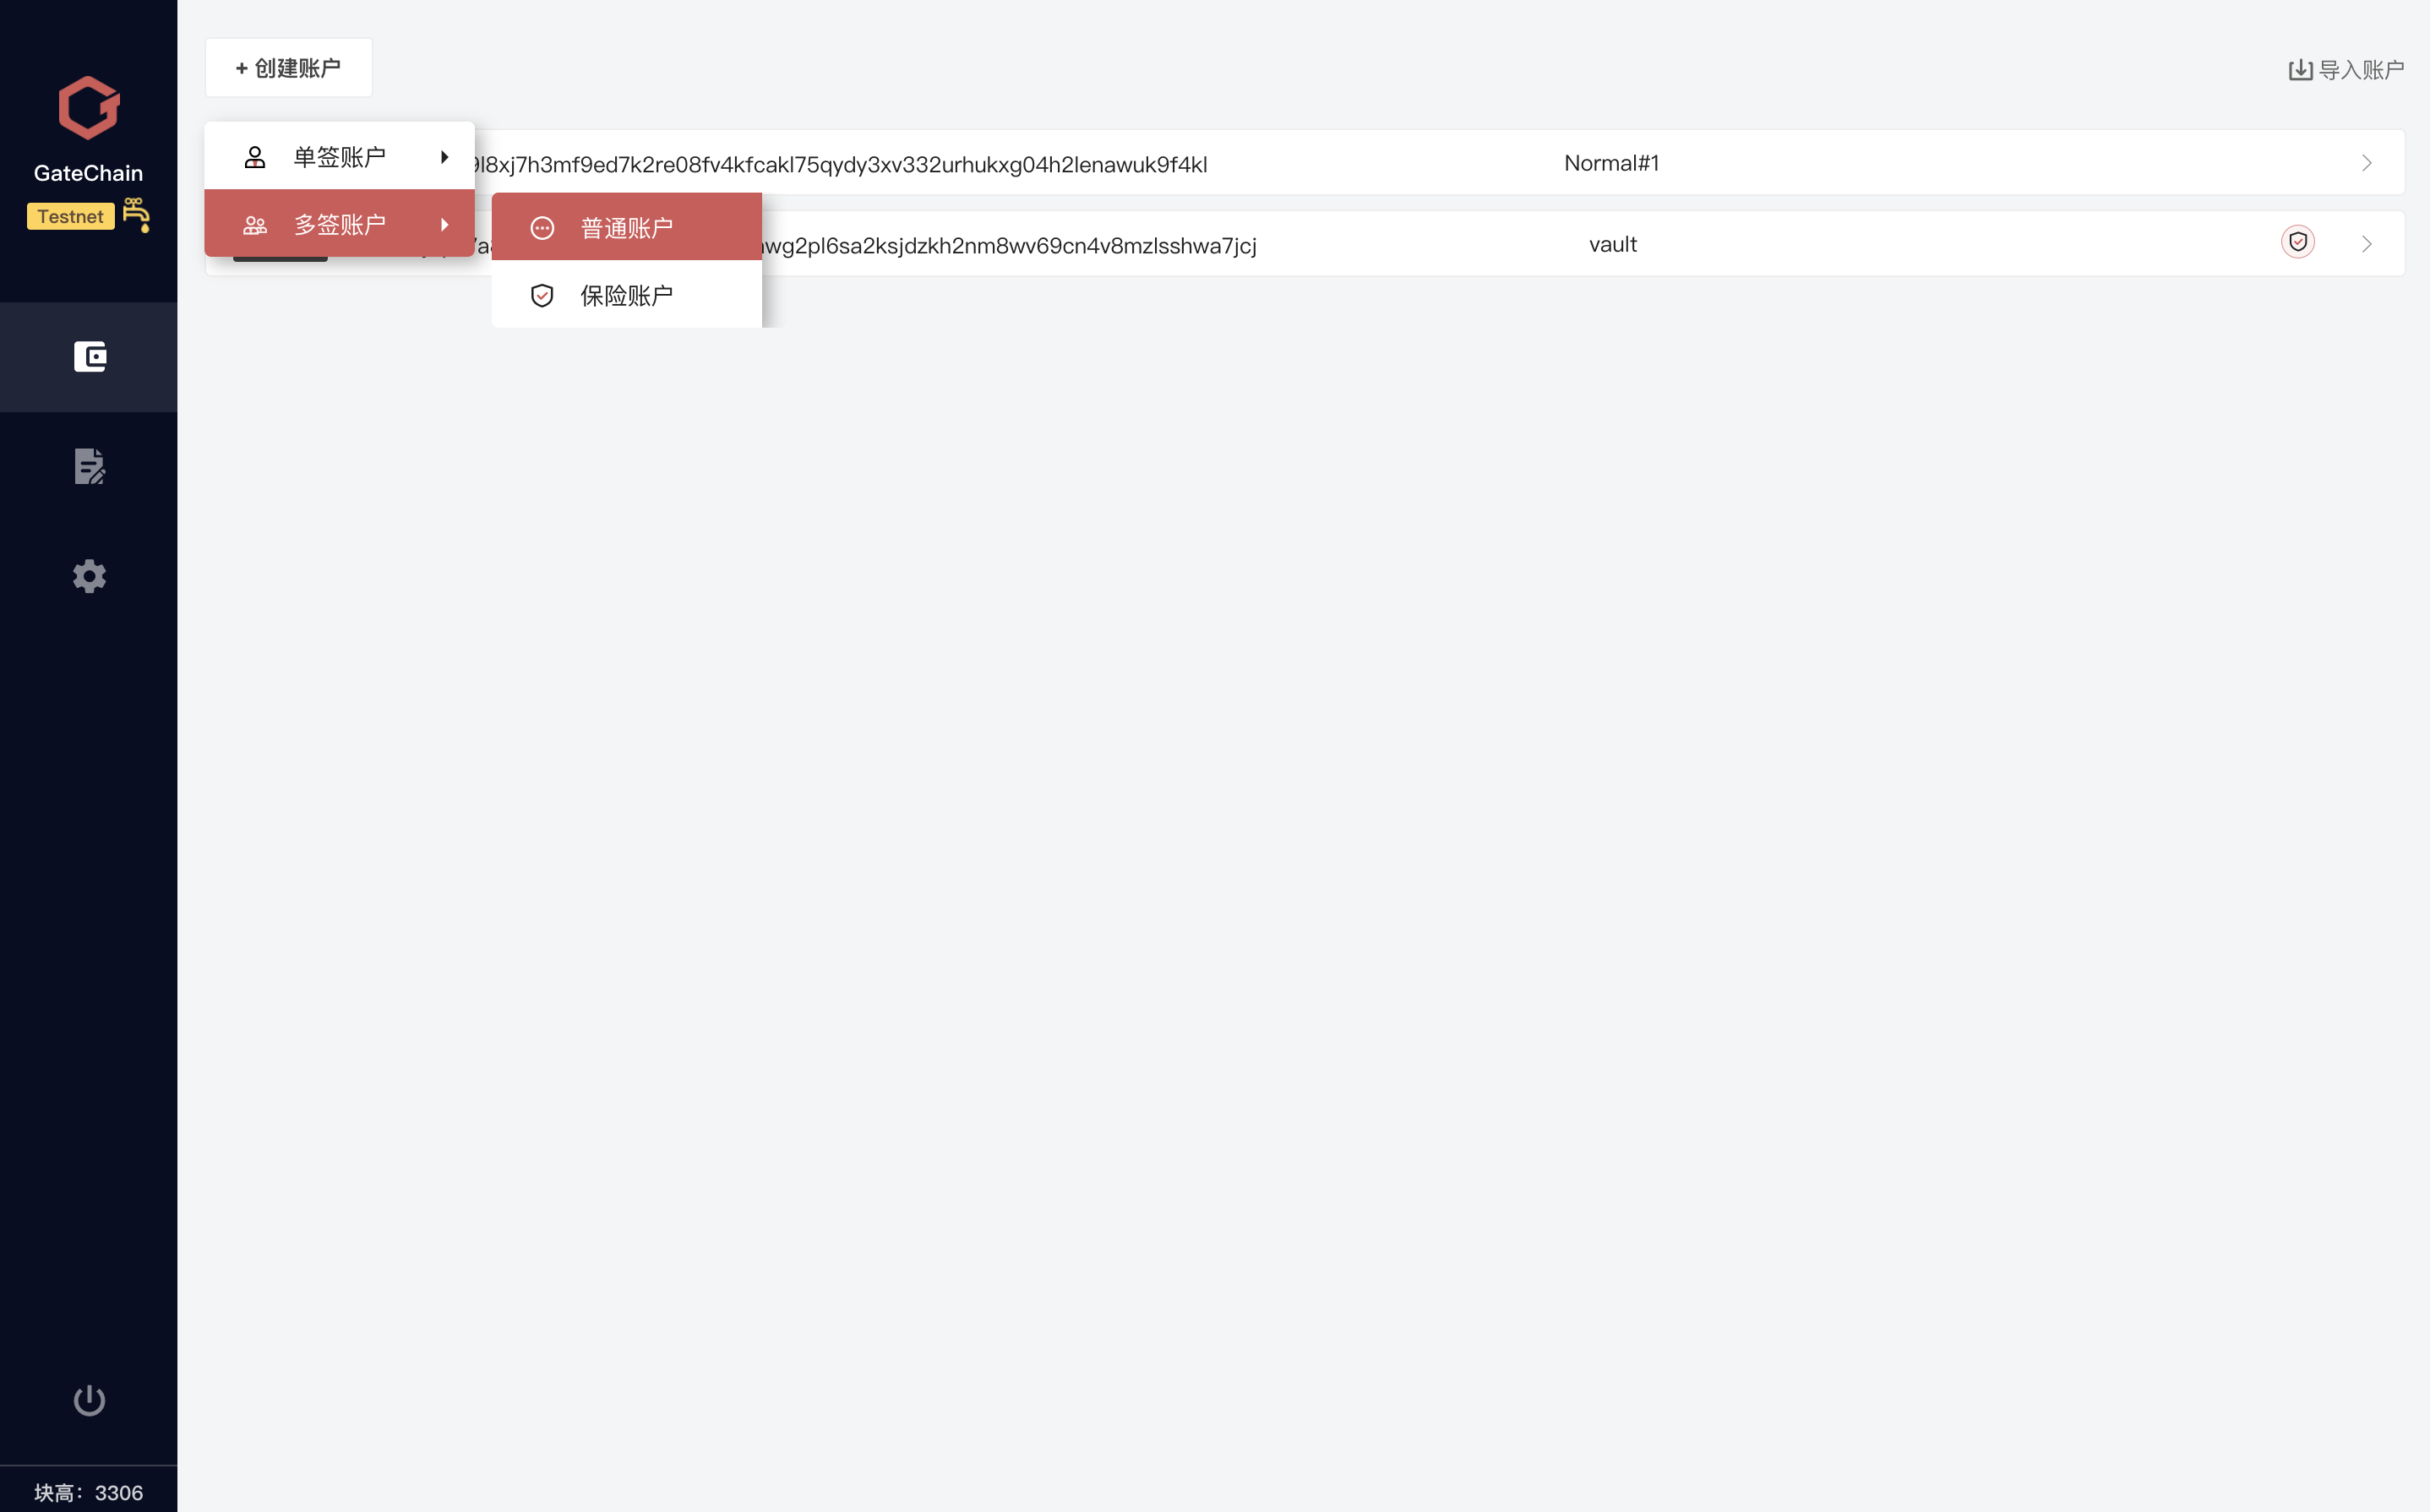 GateChain
Testnet
+ 创建账户
导入账户
单签账户
9l8xj7h3mf9ed7k2re08fv4kfcakl75qydy3xv332urhukxg04h2lenawuk9f4kl
Normal#1
多签账户
普通账户
wg2pl6sa2ksjdzkh2nm8wv69cn4v8mzlsshwa7jcj
vault
保险账户
块高：3306